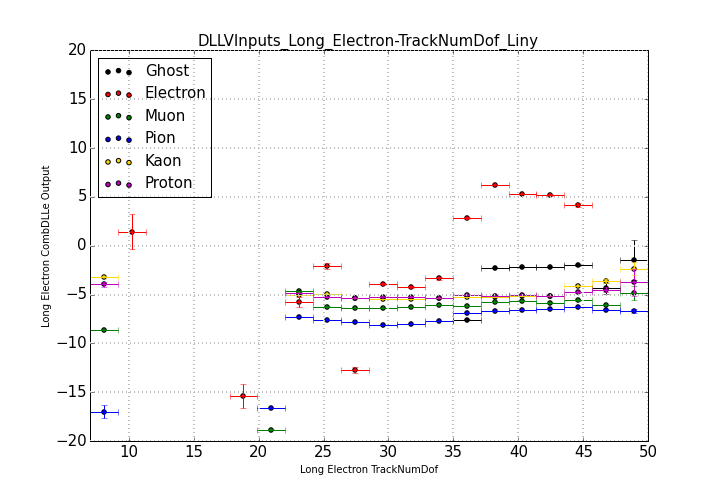 DLLVInputs_Long_Electron-TrackNumDof_Liny
20
15
10
5
0
−5
−10
−15
−20
Ghost
Electron
Muon
Pion
Kaon
Proton
Long Electron CombDLLe Output
10 15 20 25 30 35 40 45 50
Long Electron TrackNumDof